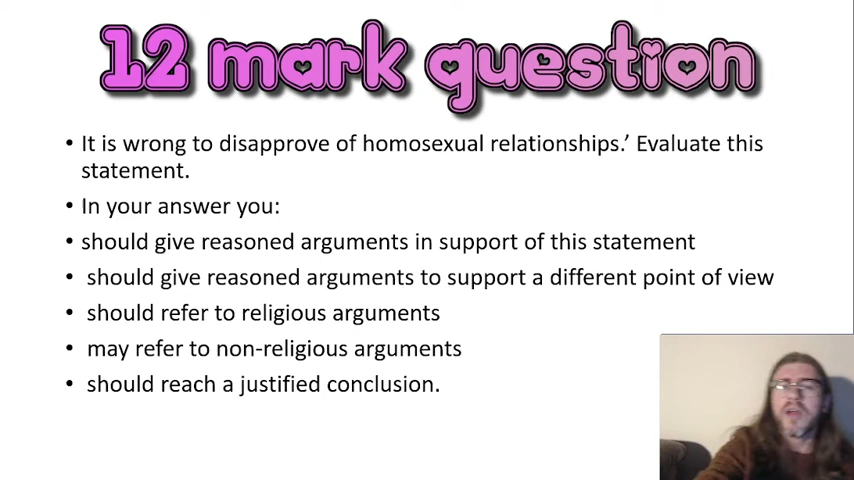 12 mark question
• It is wrong to disapprove of homosexual relationships.’ Evaluate this
statement.
• In your answer you:
• should give reasoned arguments in support of this statement
• should give reasoned arguments to support a different point of view
• should refer to religious arguments
• may refer to non-religious arguments
• should reach a justified conclusion.